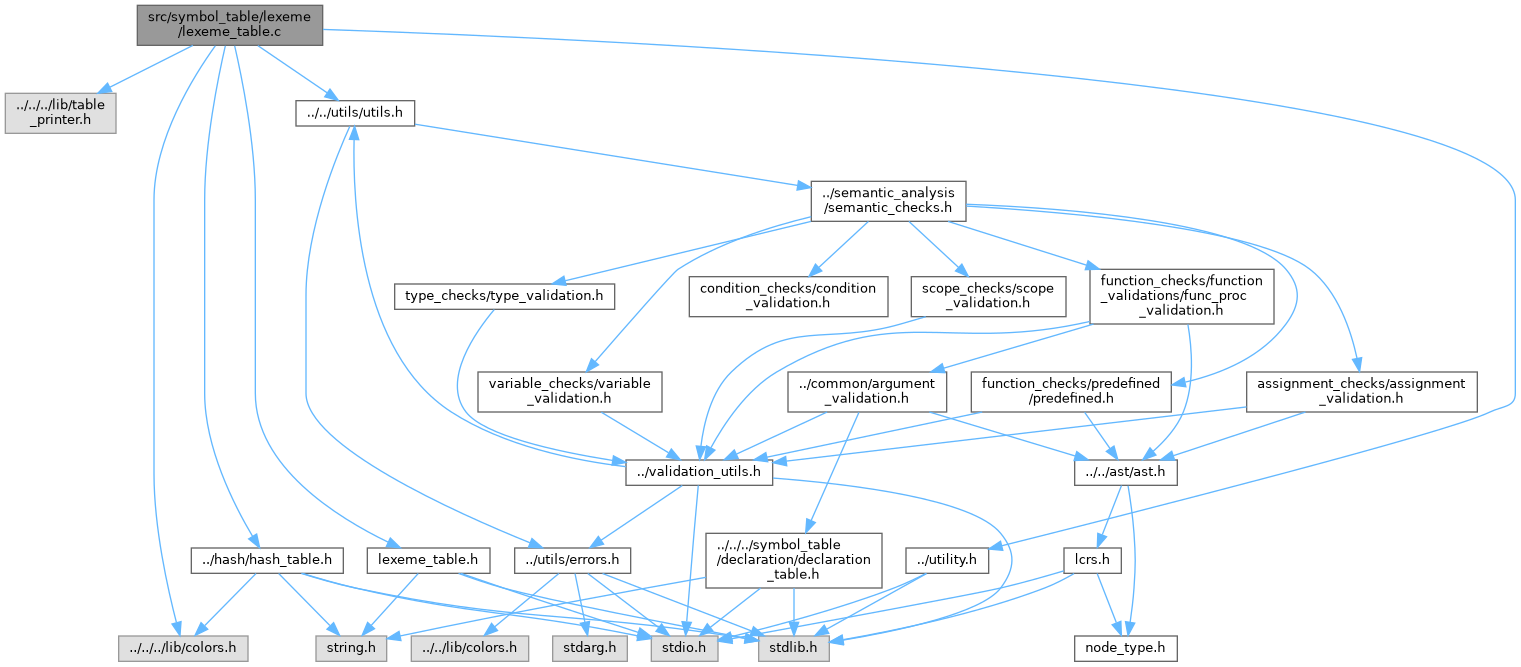 src/symbol_table/lexeme
/lexeme_table.c
../../../lib/table
_printer.h
../../utils/utils.h
../semantic_analysis
/semantic_checks.h
type_checks/type_validation.h
condition_checks/condition
_validation.h
scope_checks/scope
_validation.h
function_checks/function
_validations/func_proc
_validation.h
variable_checks/variable
_validation.h
../common/argument
_validation.h
function_checks/predefined
/predefined.h
assignment_checks/assignment
_validation.h
../validation_utils.h
../../ast/ast.h
../hash/hash_table.h
lexeme_table.h
../utils/errors.h
../../../symbol_table
/declaration/declaration
_table.h
../utility.h
lcrs.h
../../../lib/colors.h
string.h
../../lib/colors.h
stdarg.h
stdio.h
stdlib.h
node_type.h